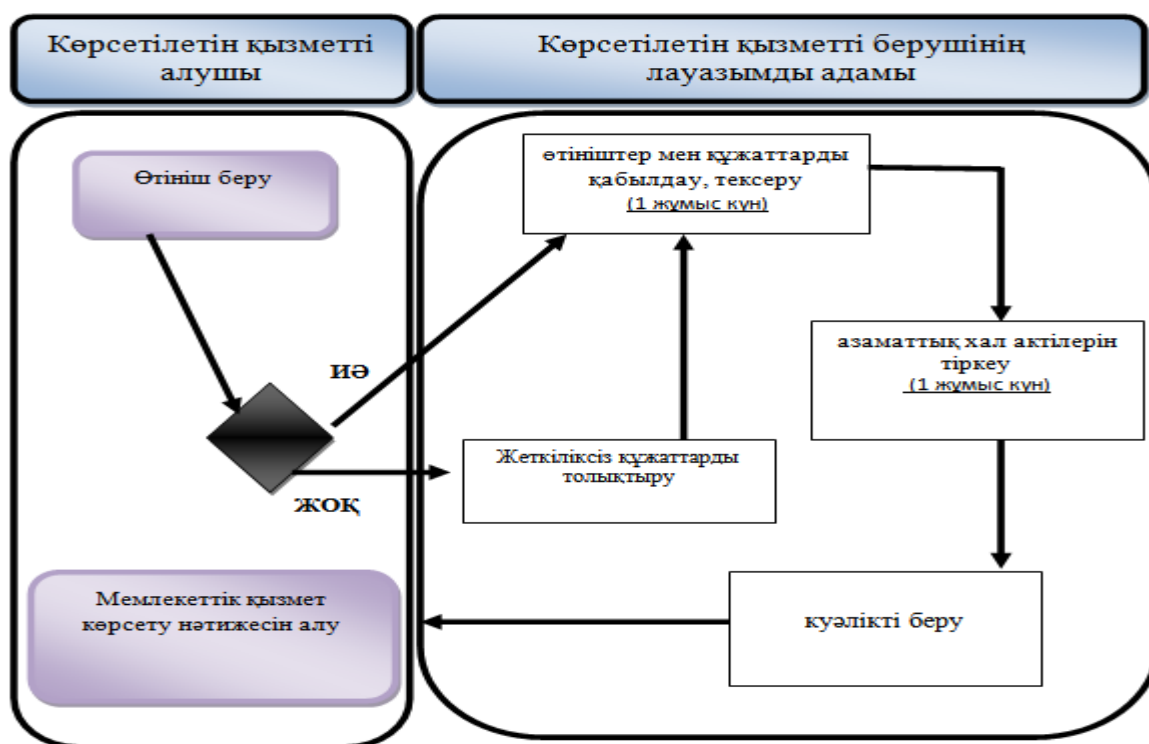 Көрсетілетін қызметті
алушы
Көрсетілетін қызметті берушінің
лауазымды адамы
Өтініш беру
өтініштер мен құжаттарды
қабылдау, тексеру
(1 жұмыс күн)
азаматтық хал актілерін
тіркеу
(1 жұмыс күн)
ИӘ
Жеткіліксіз құжаттарды
толықтыру
ЖОҚ
Мемлекеттік қызмет
көрсету нәтижесін алу
куәлікті беру